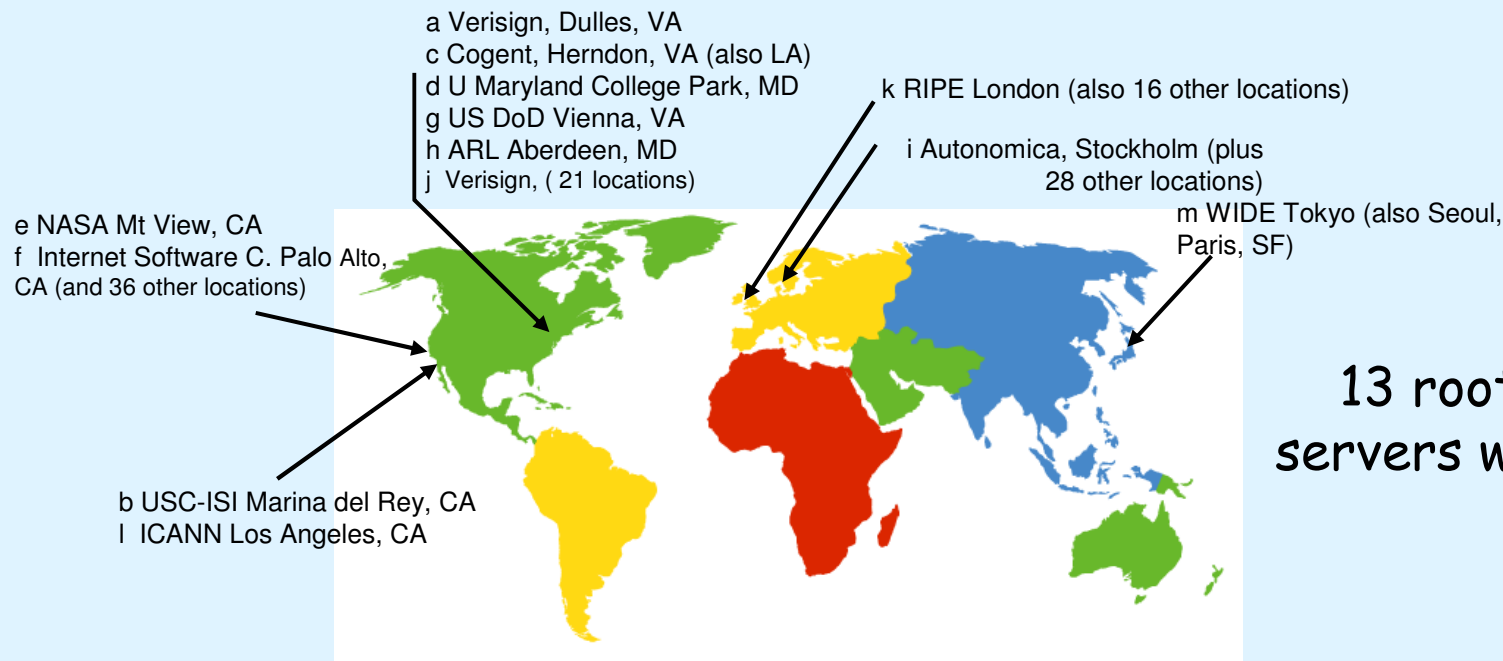 a Verisign, Dulles, VA
c Cogent, Herndon, VA (also LA)
d U Maryland College Park, MD
g US DoD Vienna, VA
h ARL Aberdeen, MD
j Verisign, ( 21 locations)
k RIPE London (also 16 other locations)
i Autonomica, Stockholm (plus
28 other locations)
m WIDE Tokyo (also Seoul,
Paris, SF)
e NASA Mt View, CA
f Internet Software C. Palo Alto,
CA (and 36 other locations)
13 root
servers w
b USC-ISI Marina del Rey, CA
l ICANN Los Angeles, CA